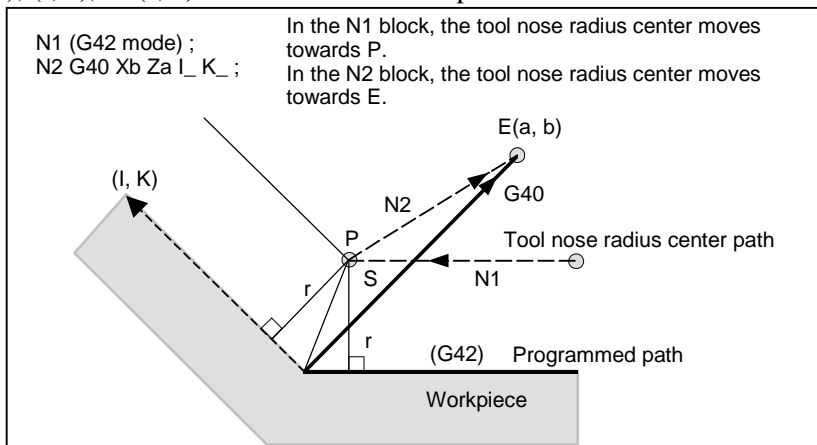 N1 (G42 mode) ;
N2 G40 Xb Za I_ K_ ;
In the N1 block, the tool nose radius center moves
towards P.
In the N2 block, the tool nose radius center moves
towards E.
E(a, b)
(I, K)
G40
N2
P
Tool nose radius center path
S
N1
r
r
(G42) Programmed path
Workpiece